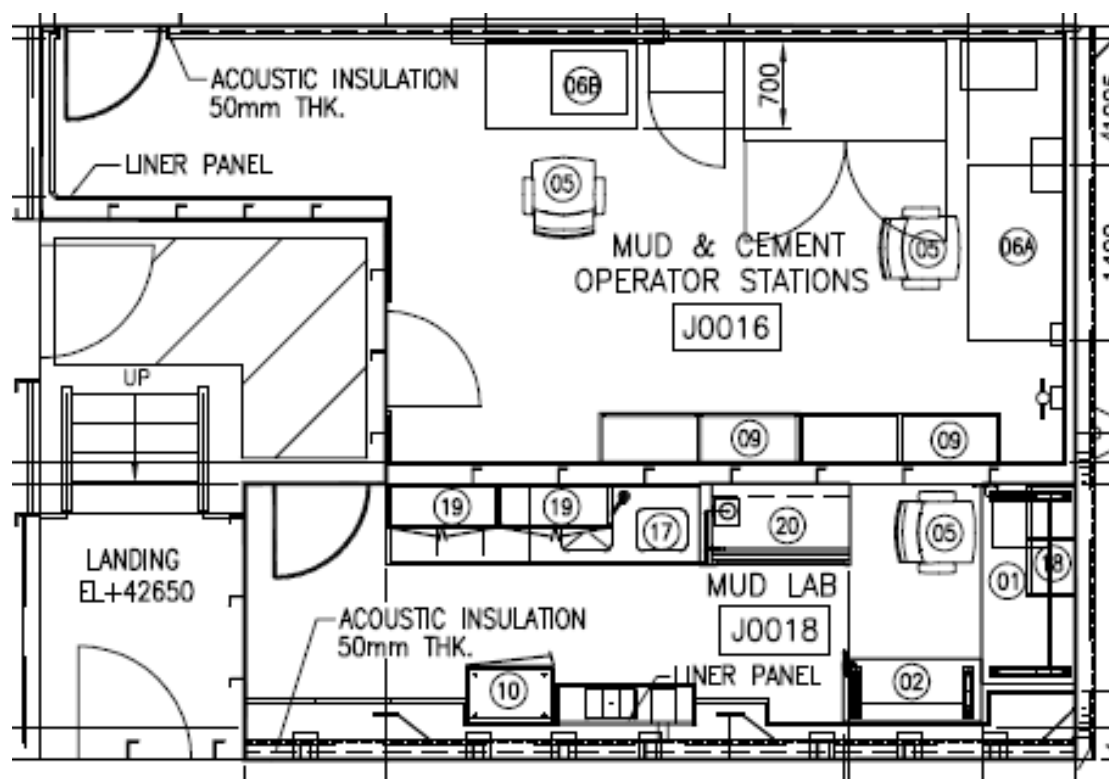 ACOUSTIC INSULATION
50mm THK.
LINER PANEL
06B
700
05
05
06A
MUD & CEMENT
OPERATOR STATIONS
J0016
UP
09
09
19
19
17
20
05
01
18
LANDING
EL+42650
MUD LAB
J0018
ACOUSTIC INSULATION
50mm THK.
LINER PANEL
10
02